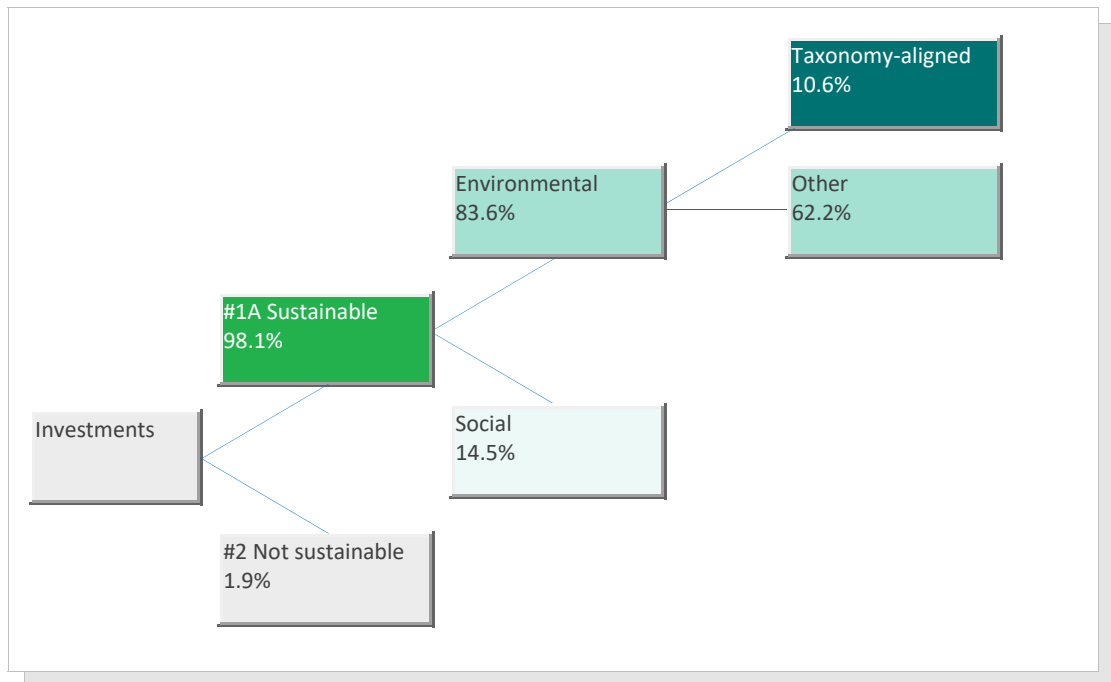 Taxonomy-aligned
10.6%
Environmental
83.6%
Other
62.2%
#1A Sustainable
98.1%
Investments
Social
14.5%
#2 Not sustainable
1.9%